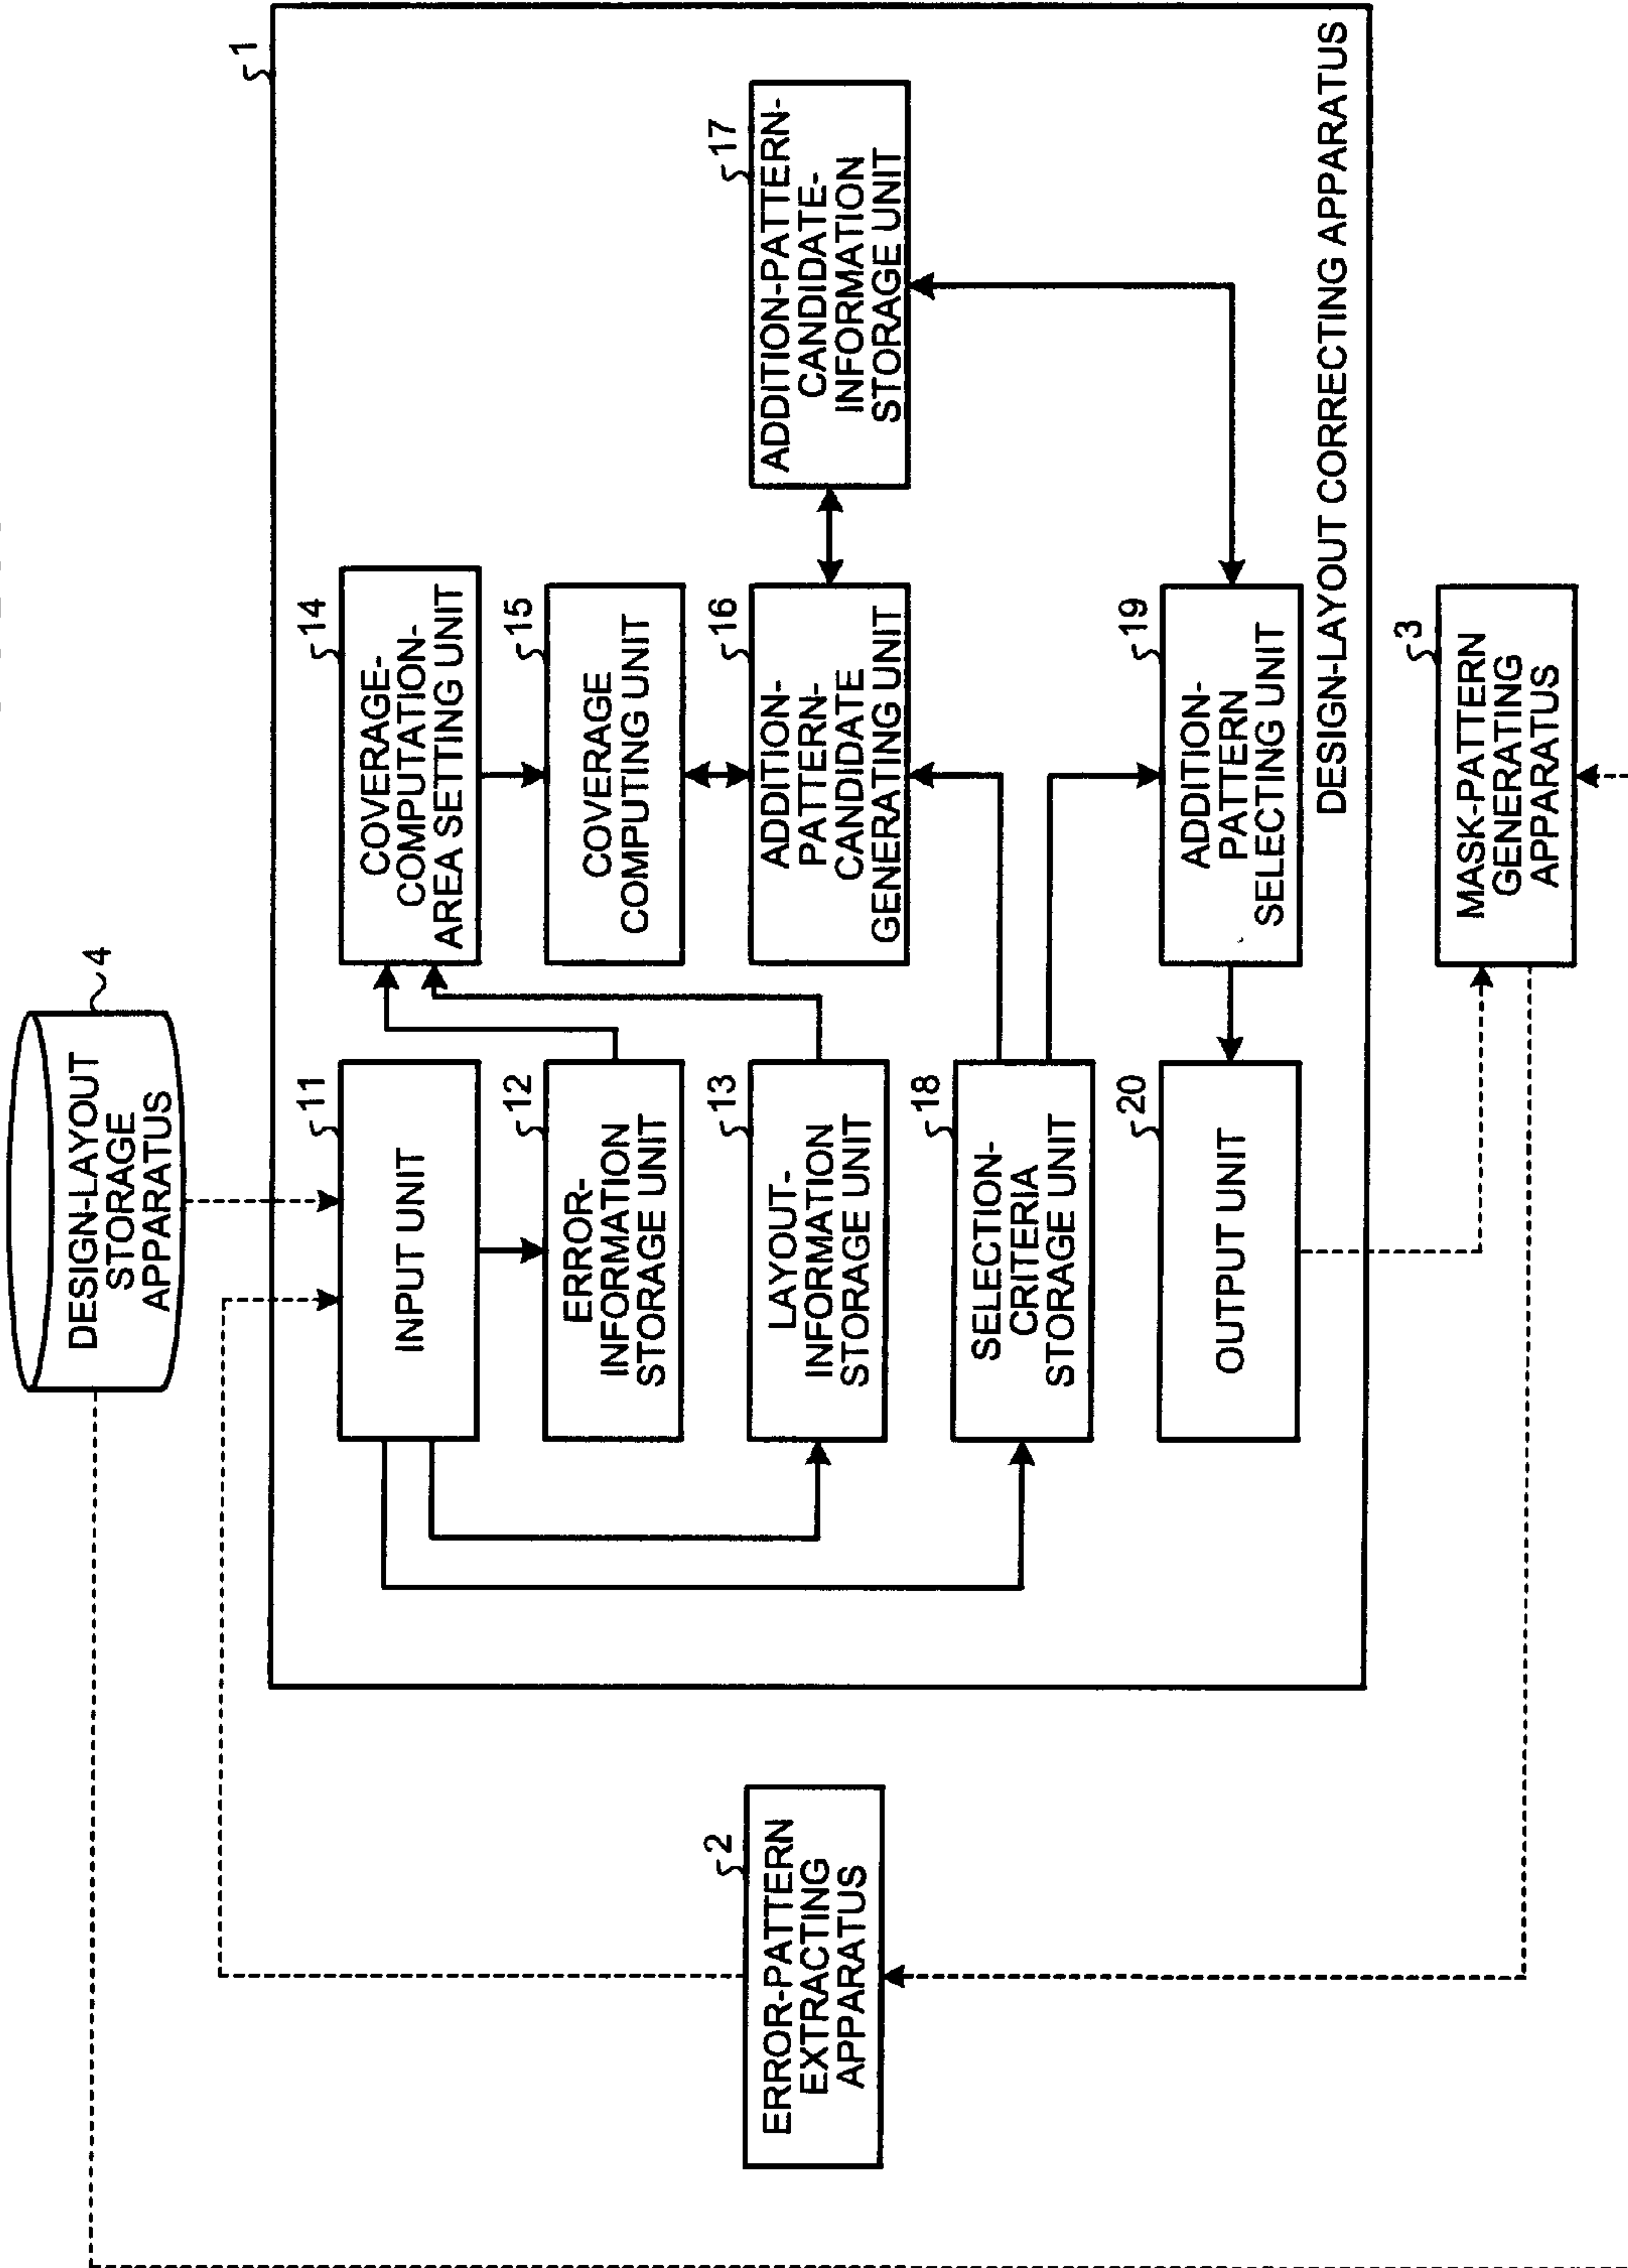 DESIGN-LAYOUT
STORAGE
APPARATUS
4
1
INPUT UNIT
11
ERROR-
INFORMATION
STORAGE UNIT
12
LAYOUT-
INFORMATION
STORAGE UNIT
13
SELECTION-
CRITERIA
STORAGE UNIT
18
OUTPUT UNIT
20
COVERAGE-
COMPUTATION-
AREA SETTING UNIT
14
COVERAGE
COMPUTING UNIT
15
ADDITION-
PATTERN-
CANDIDATE
GENERATING UNIT
16
ADDITION-
PATTERN
SELECTING UNIT
19
ADDITION-PATTERN-
CANDIDATE-
INFORMATION
STORAGE UNIT
17
DESIGN-LAYOUT CORRECTING APPARATUS
ERROR-PATTERN
EXTRACTING
APPARATUS
2
MASK-PATTERN
GENERATING
APPARATUS
3